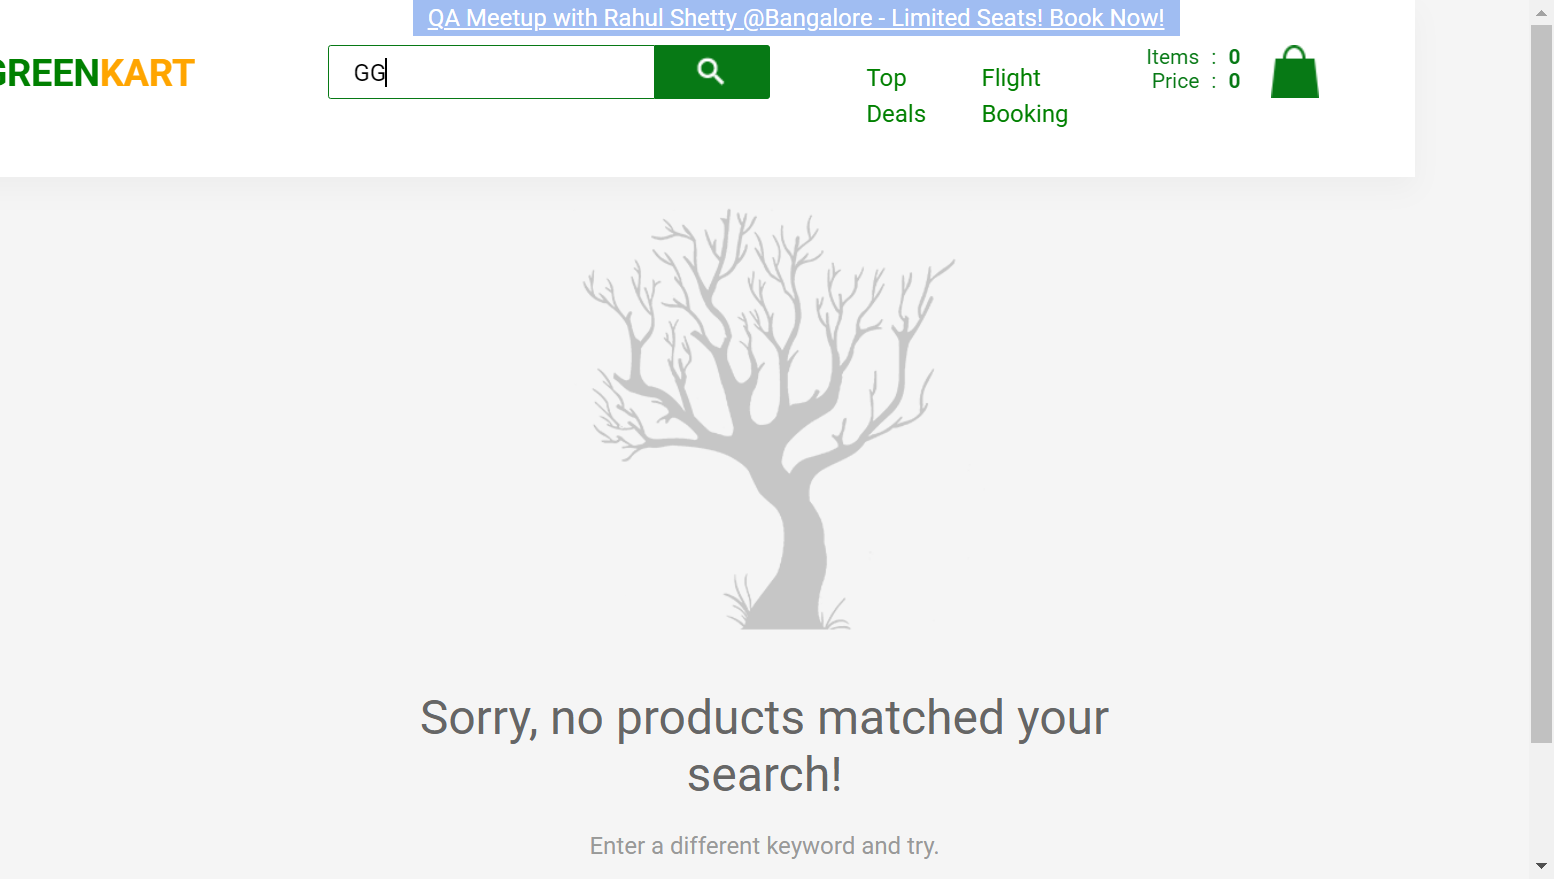 QA Meetup with Rahul Shetty @Bangalore - Limited Seats! Book Now!
GREENKART
GG
Top
Deals
Flight
Booking
Items : 0
Price : 0
Sorry, no products matched your
search!
Enter a different keyword and try.